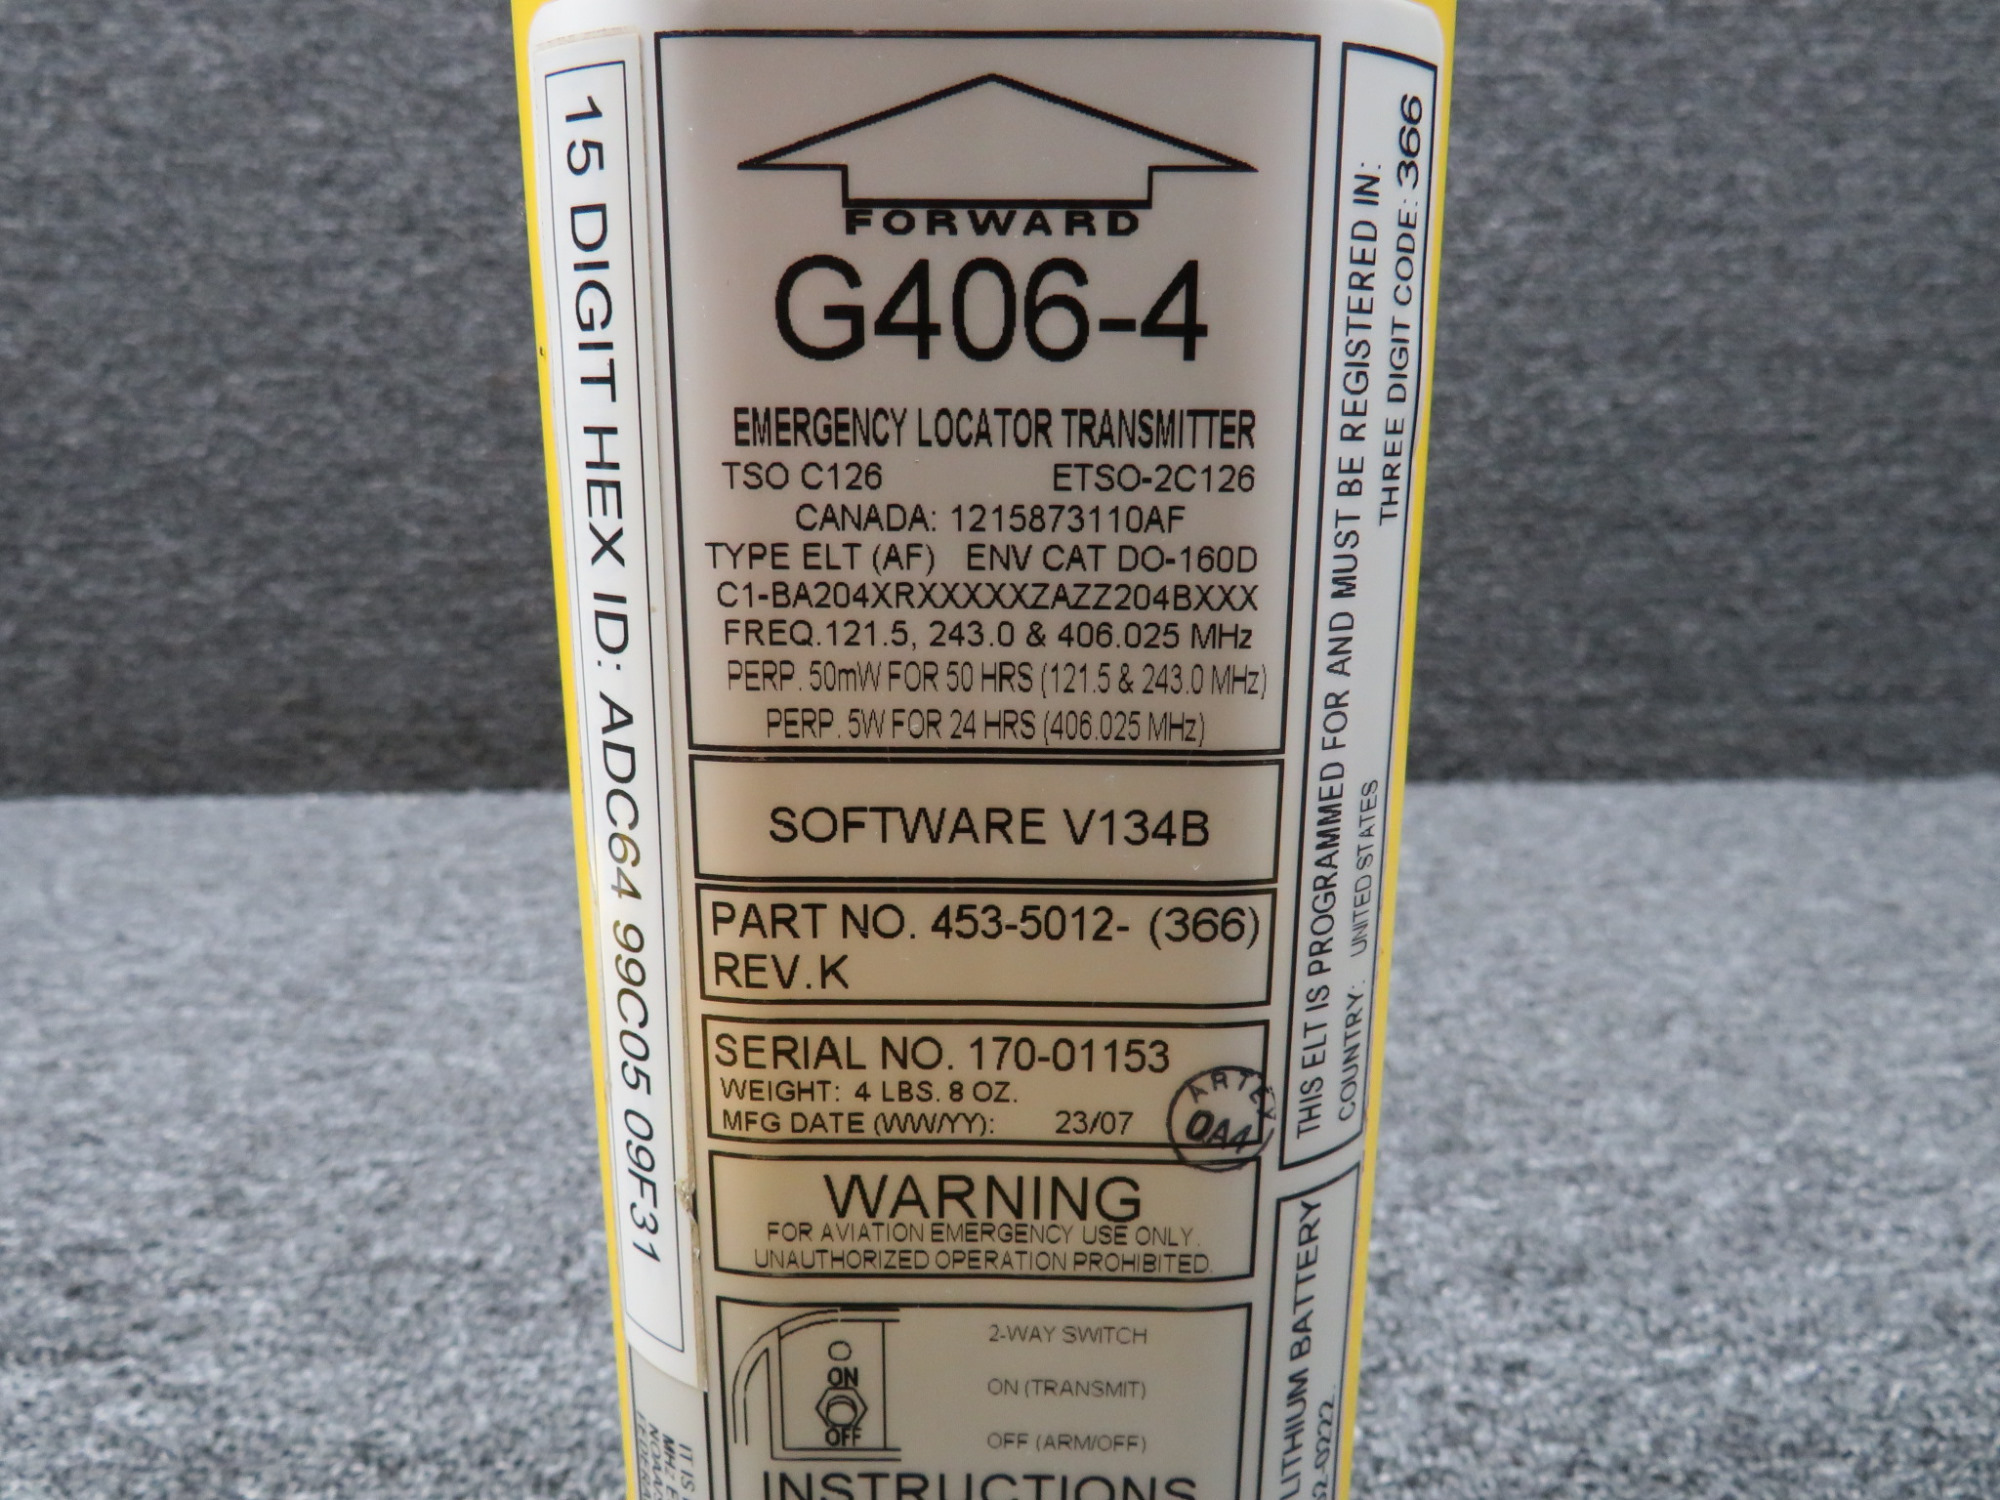 15 DIGIT HEX ID: ADC64 99C05 09F31
FORWARD
G406-4
EMERGENCY LOCATOR TRANSMITTER
TSO C126 ETSO-2C126
CANADA: 1215873110AF
TYPE ELT (AF) ENV CAT DO-160D
C1-BA204XRXXXXXZAZZ204BXXX
FREQ.121.5, 243.0 & 406.025 MHz
PERP. 50mW FOR 50 HRS (121.5 & 243.0 MHz)
PERP. 5W FOR 24 HRS (406.025 MHz)
SOFTWARE V134B
PART NO. 453-5012- (366)
REV.K
SERIAL NO. 170-01153
WEIGHT: 4 LBS. 8 OZ.
MFG DATE (WW/YY): 23/07
ARTEX
0A4
WARNING
FOR AVIATION EMERGENCY USE ONLY.
UNAUTHORIZED OPERATION PROHIBITED.
2-WAY SWITCH
ON
ON (TRANSMIT)
OFF
OFF (ARM/OFF)
INSTRUCTIONS
THIS ELT IS PROGRAMMED FOR AND MUST BE REGISTERED IN:
COUNTRY: UNITED STATES THREE DIGIT CODE: 366
LITHIUM BATTERY
IT IS
MHz